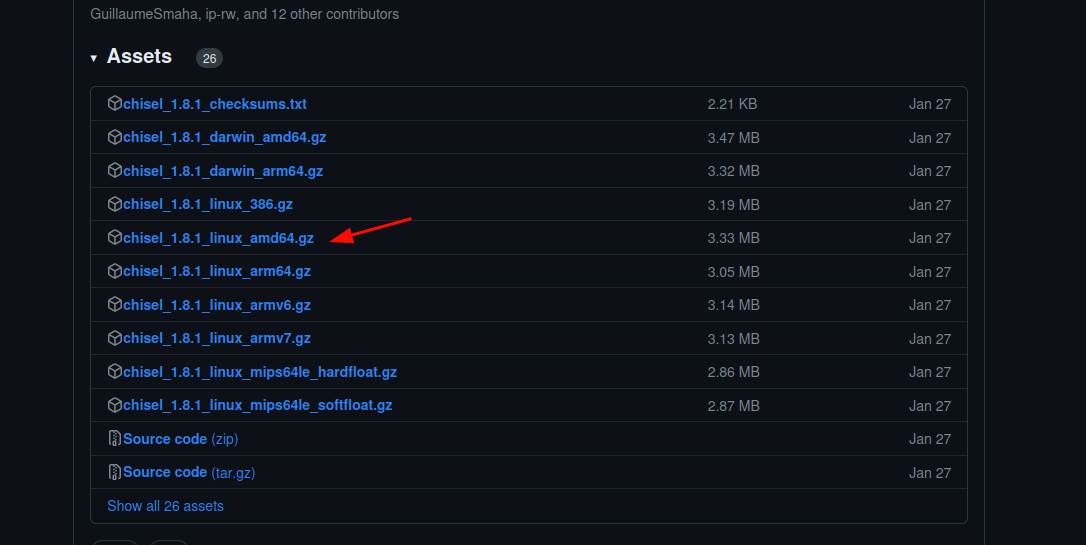 GuillaumeSmaha, ip-rw, and 12 other contributors
Assets 26
chisel_1.8.1_checksums.txt 2.21 KB Jan 27
chisel_1.8.1_darwin_amd64.gz 3.47 MB Jan 27
chisel_1.8.1_darwin_arm64.gz 3.32 MB Jan 27
chisel_1.8.1_linux_386.gz 3.19 MB Jan 27
chisel_1.8.1_linux_amd64.gz 3.33 MB Jan 27
chisel_1.8.1_linux_arm64.gz 3.05 MB Jan 27
chisel_1.8.1_linux_armv6.gz 3.14 MB Jan 27
chisel_1.8.1_linux_armv7.gz 3.13 MB Jan 27
chisel_1.8.1_linux_mips64le_hardfloat.gz 2.86 MB Jan 27
chisel_1.8.1_linux_mips64le_softfloat.gz 2.87 MB Jan 27
Source code (zip) Jan 27
Source code (tar.gz) Jan 27
Show all 26 assets